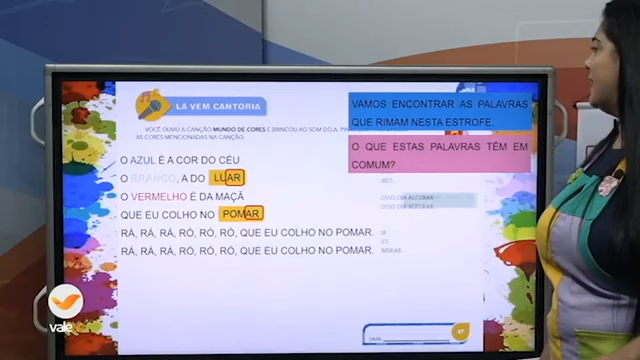 LÁ VEM CANTORIA
VOCÊ OUVIU A CANÇÃO MUNDO DE CORES E BRINCOU AO SOM DELA.
AS CORES MENCIONADAS NA CANÇÃO.
VAMOS ENCONTRAR AS PALAVRAS
QUE RIMAM NESTA ESTROFE.
O QUE ESTAS PALAVRAS TÊM EM
COMUM?
O AZUL É A COR DO CÉU
O BRANCO, A DO LUAR
O VERMELHO É DA MAÇÃ
QUE EU COLHO NO POMAR
RÁ, RÁ, RÁ, RÓ, RÓ, RÓ, QUE EU COLHO NO POMAR.
RÁ, RÁ, RÁ, RÓ, RÓ, RÓ, QUE EU COLHO NO POMAR.
DATA:
47
vale